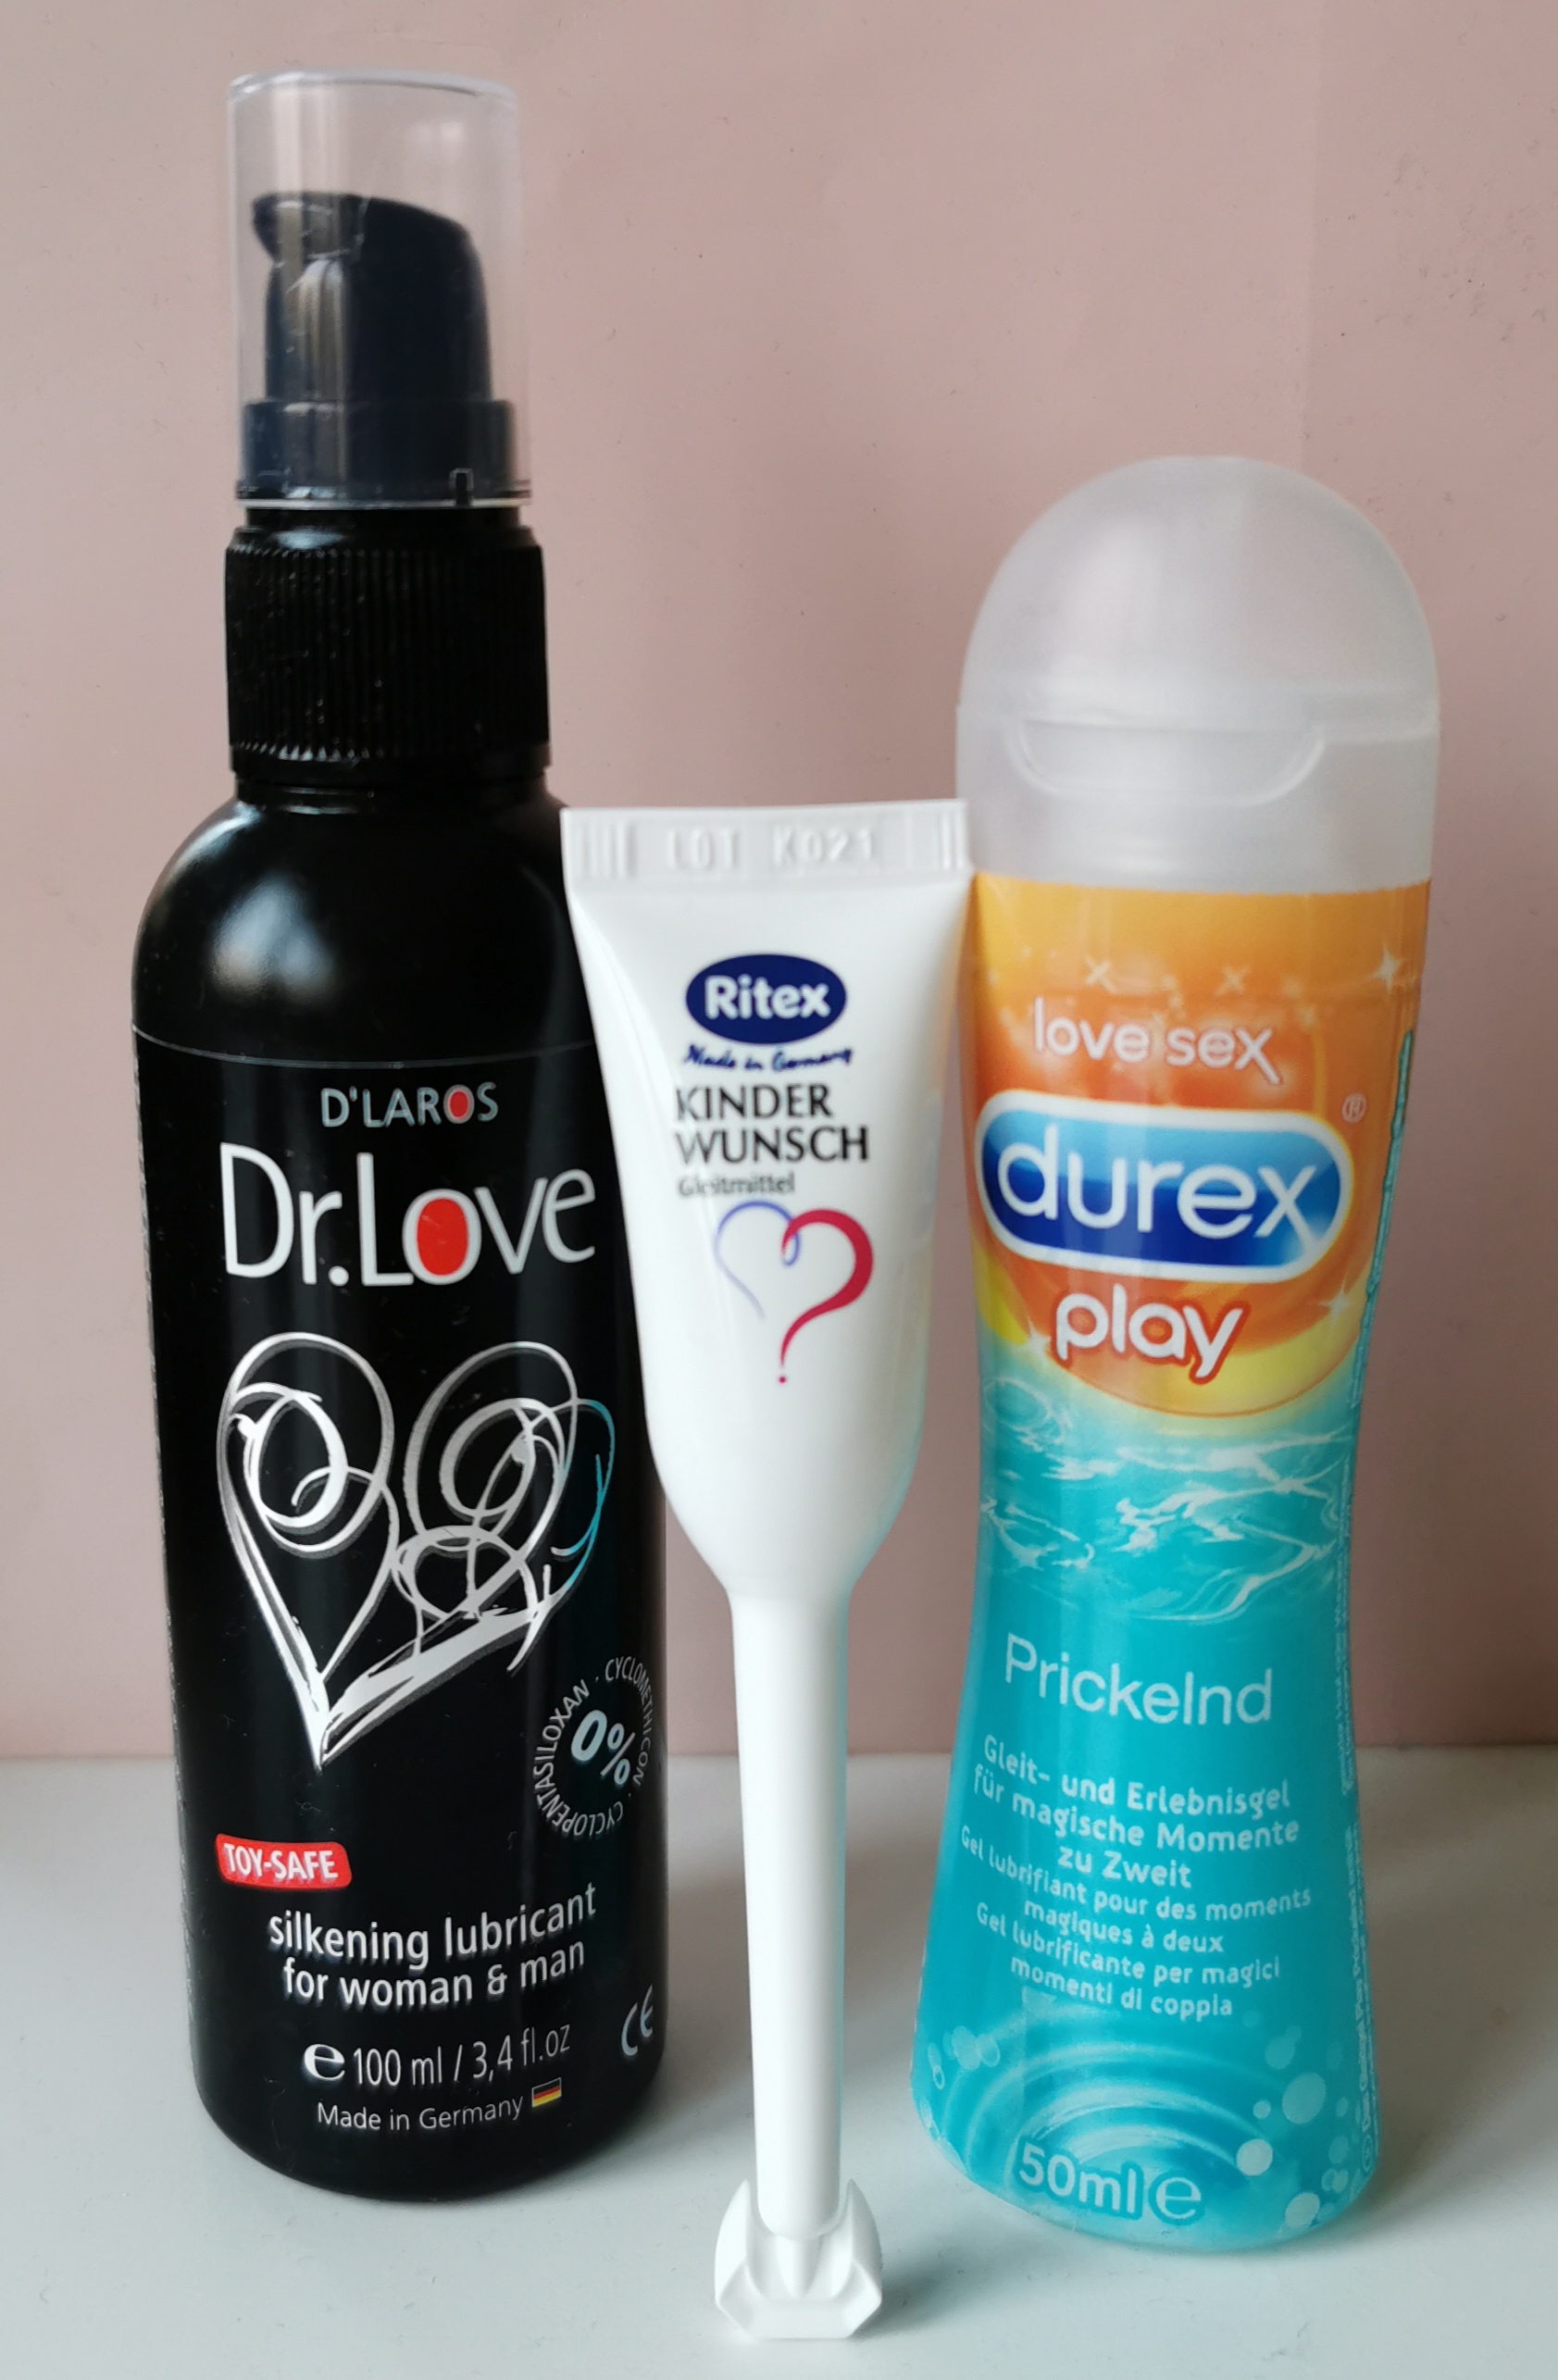 D'LAROS
Dr.Love
CYCLOPENTASILOXAN · CYCLOMETHICON ·
0%
TOY-SAFE
silkening lubricant
for woman & man
CE
e 100 ml / 3,4 fl.oz
Made in Germany
LOT K021
Ritex
Made in Germany
KINDER
WUNSCH
Gleitmittel
love sex
durex®
play
Prickelnd
Gleit- und Erlebnisgel
für magische Momente
zu Zweit
Gel lubrifiant pour des moments
magiques à deux
Gel lubrificante per magici
momenti di coppia
50ml e